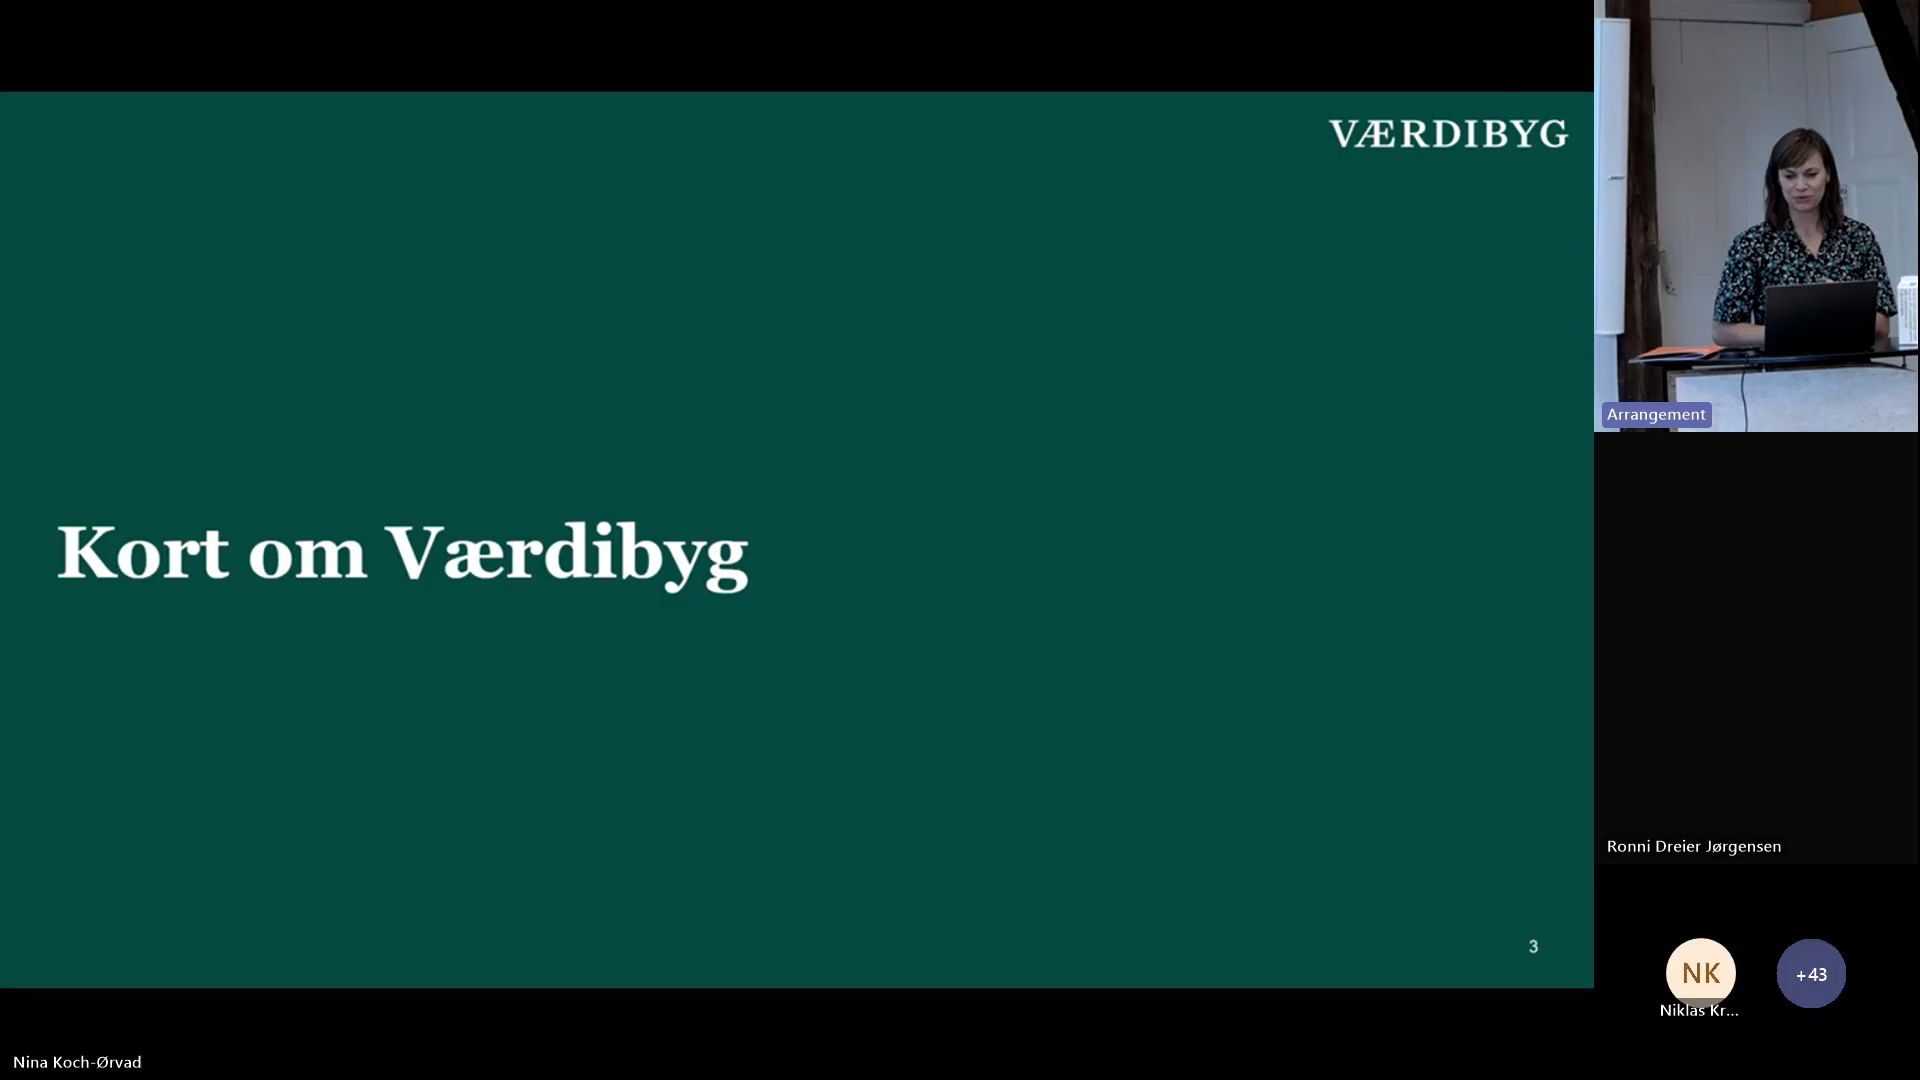 VÆRDIBYG
Kort om Værdibyg
3
Arrangement
Ronni Dreier Jørgensen
NK
+43
Niklas Kr...
Nina Koch-Ørvad